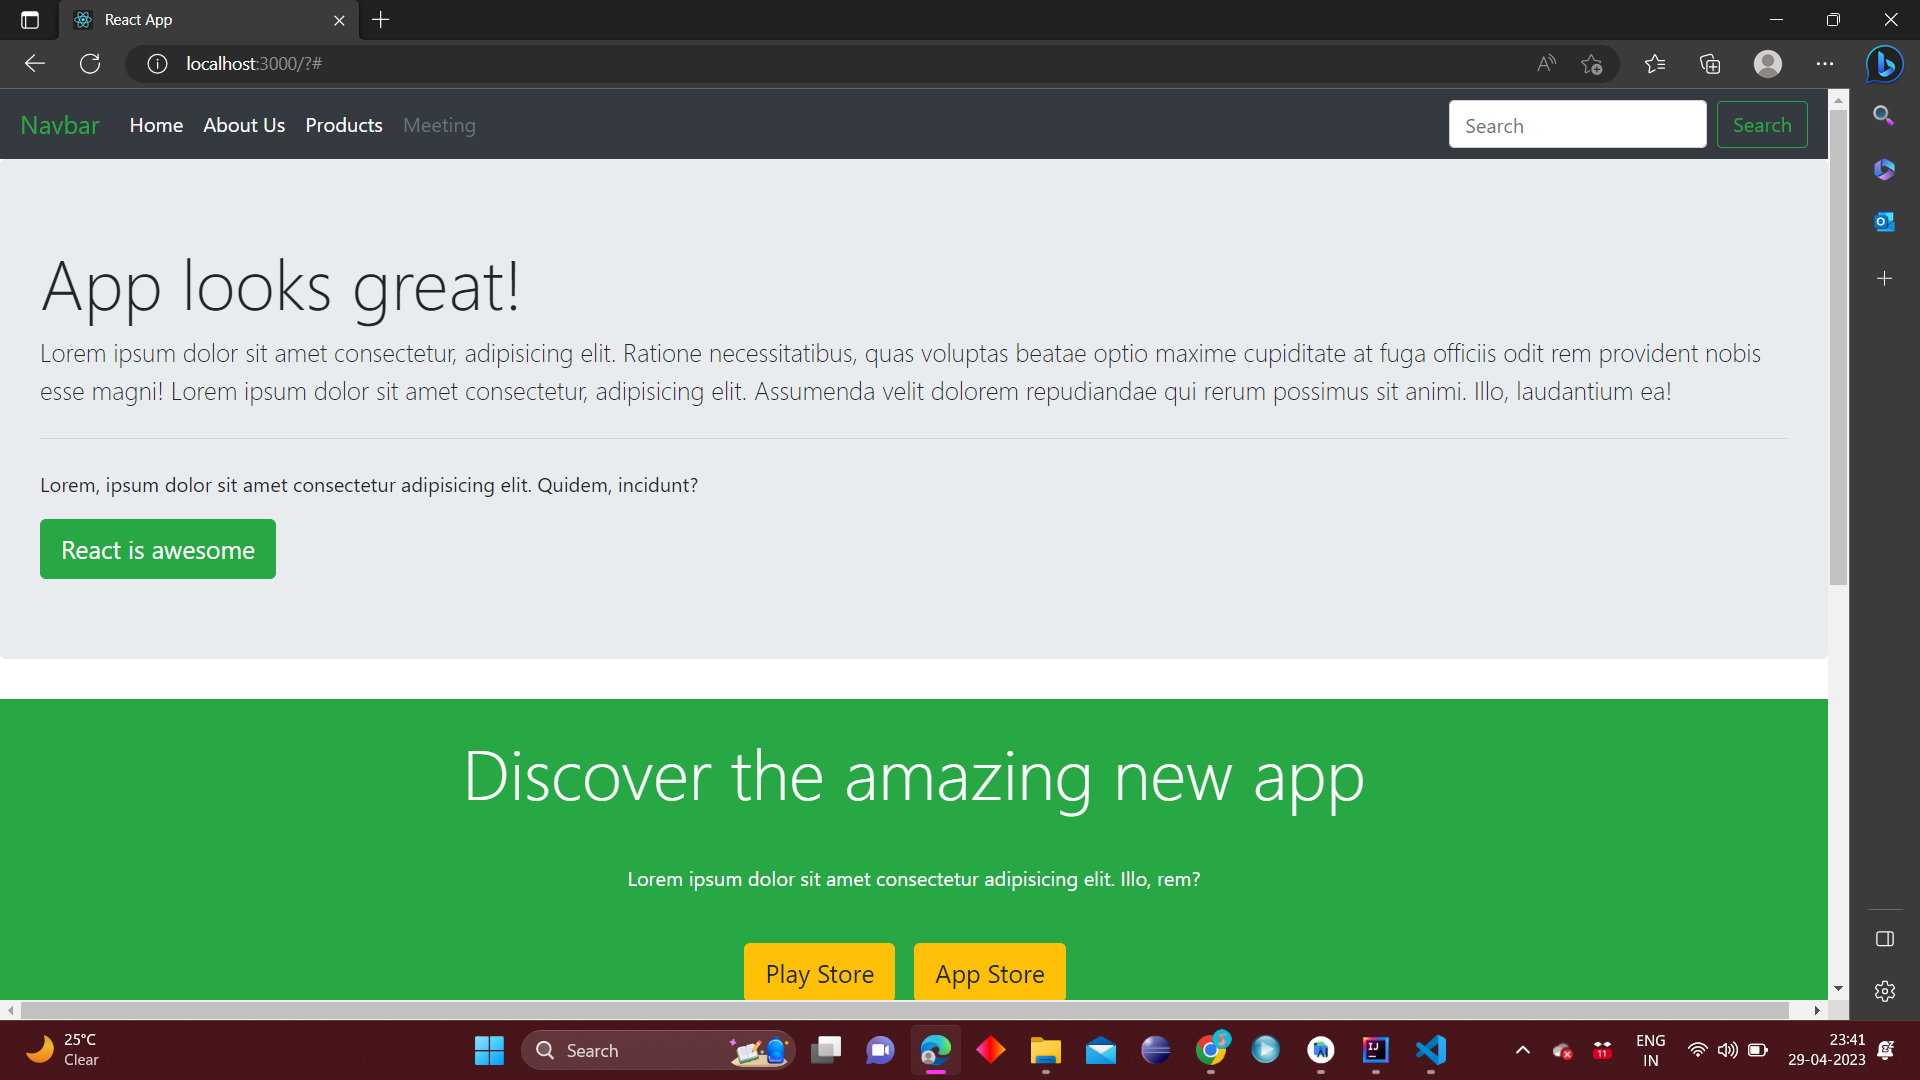 React App
localhost:3000/?#
Navbar Home About Us Products Meeting Search Search
App looks great!
Lorem ipsum dolor sit amet consectetur, adipisicing elit. Ratione necessitatibus, quas voluptas beatae optio maxime cupiditate at fuga officiis odit rem provident nobis
esse magni! Lorem ipsum dolor sit amet consectetur, adipisicing elit. Assumenda velit dolorem repudiandae qui rerum possimus sit animi. Illo, laudantium ea!
Lorem, ipsum dolor sit amet consectetur adipisicing elit. Quidem, incidunt?
React is awesome
Discover the amazing new app
Lorem ipsum dolor sit amet consectetur adipisicing elit. Illo, rem?
Play Store App Store
25°C
Clear
Search
11
ENG
IN
23:41
29-04-2023